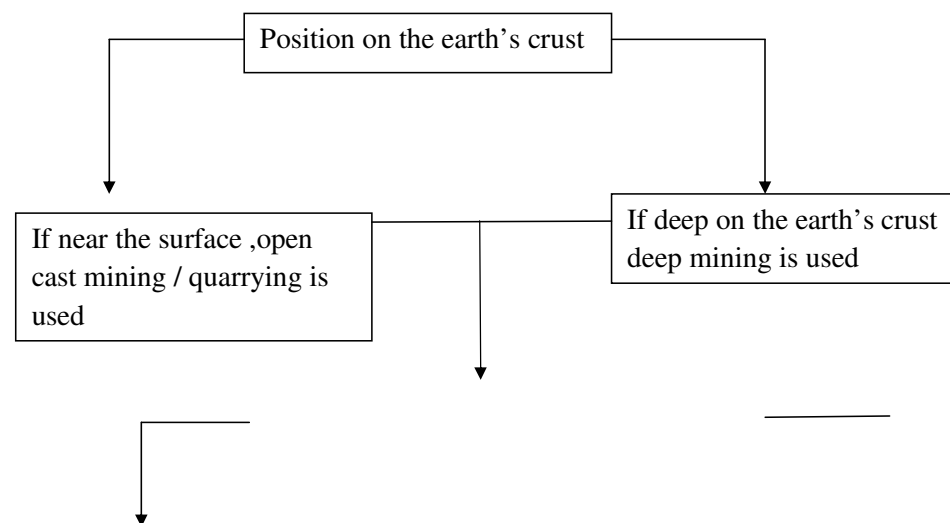 Position on the earth’s crust
If near the surface ,open
cast mining / quarrying is
used
If deep on the earth’s crust
deep mining is used